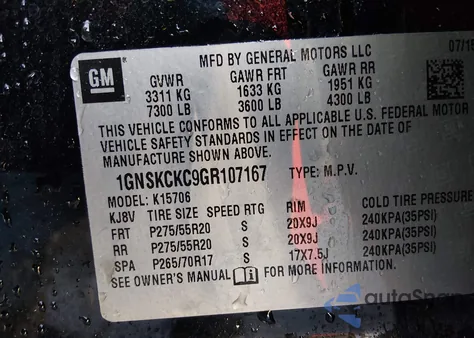 MFD BY GENERAL MOTORS LLC 07/15
GM
GVWR GAWR FRT GAWR RR
3311 KG 1633 KG 1951 KG
7300 LB 3600 LB 4300 LB
THIS VEHICLE CONFORMS TO ALL APPLICABLE U.S. FEDERAL MOTOR
VEHICLE SAFETY STANDARDS IN EFFECT ON THE DATE OF
MANUFACTURE SHOWN ABOVE.
1GNSKCKC9GR107167 TYPE: M.P.V.
MODEL: K15706
KJ8V TIRE SIZE SPEED RTG RIM COLD TIRE PRESSURE
FRT P275/55R20 S 20X9J 240KPA(35PSI)
RR P275/55R20 S 20X9J 240KPA(35PSI)
SPA P265/70R17 S 17X7.5J 240KPA(35PSI)
SEE OWNER'S MANUAL FOR MORE INFORMATION.